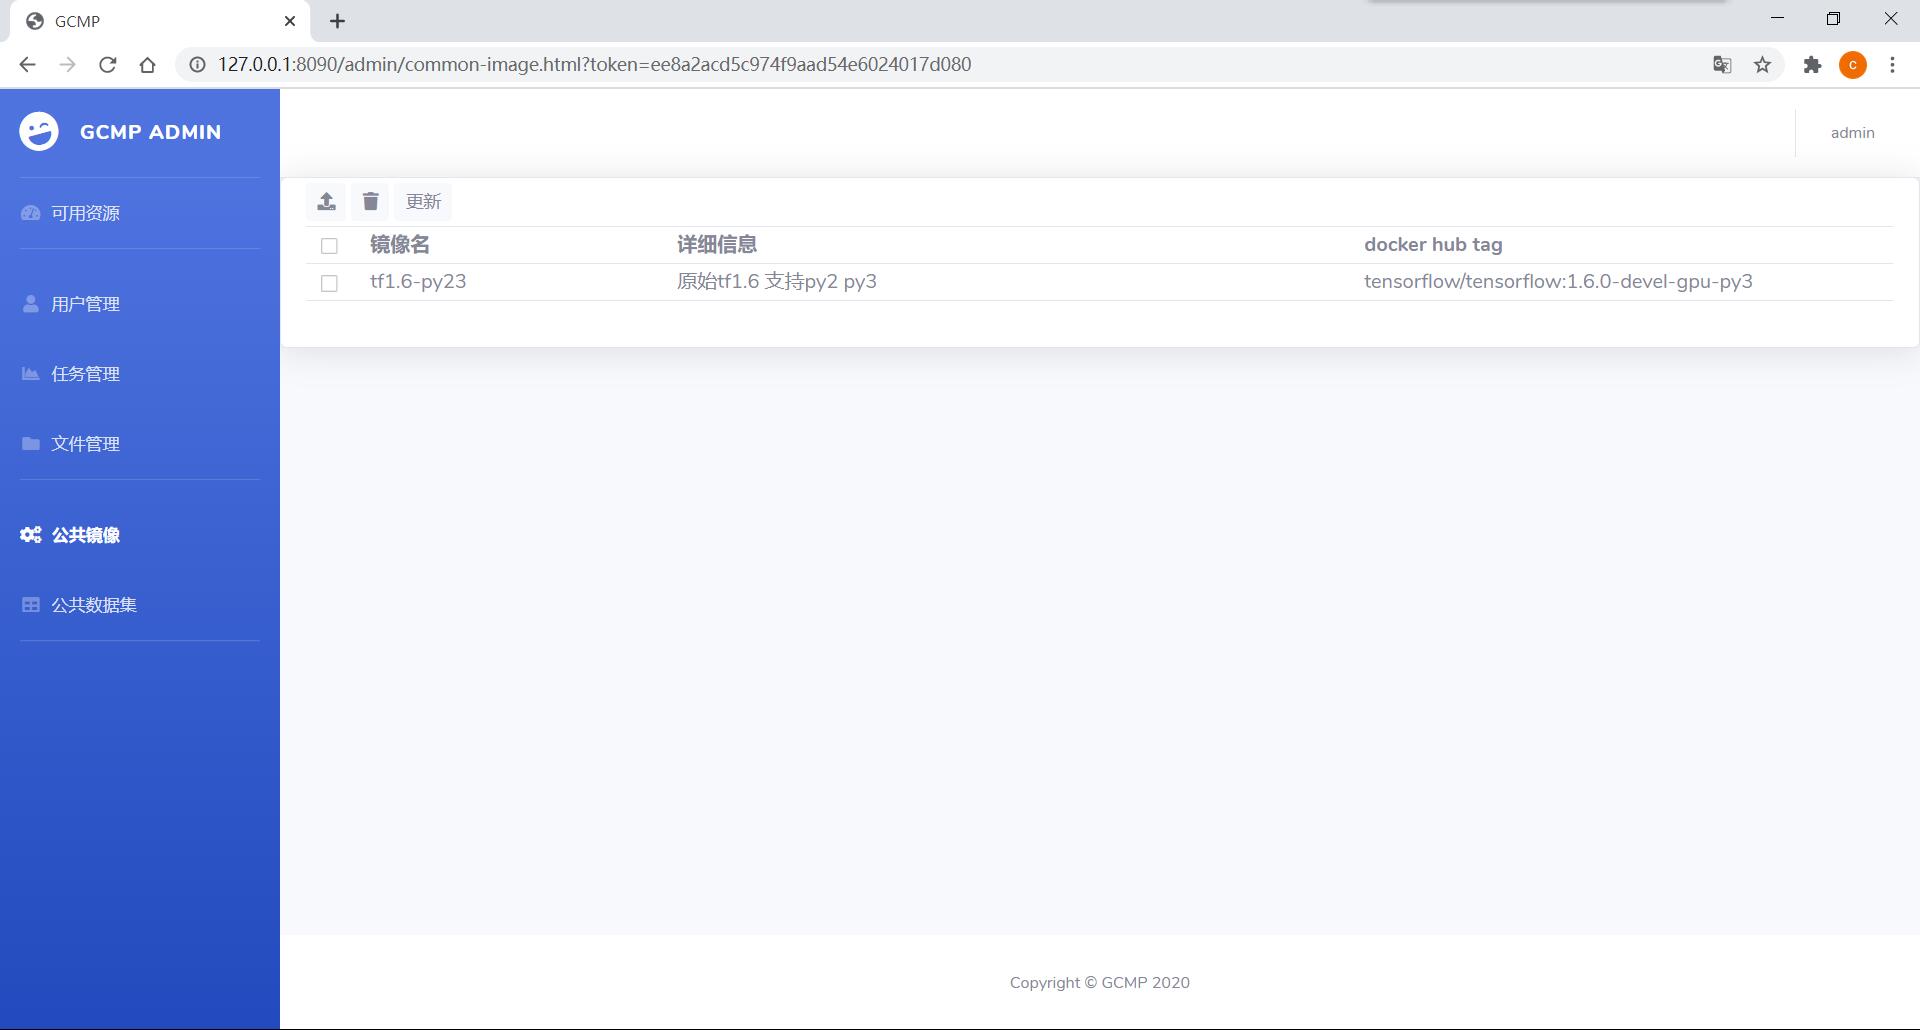 GCMP
127.0.0.1:8090/admin/common-image.html?token=ee8a2acd5c974f9aad54e6024017d080
C
GCMP ADMIN
admin
可用资源
用户管理
任务管理
文件管理
公共镜像
公共数据集
更新
镜像名 详细信息 docker hub tag
tf1.6-py23 原始tf1.6 支持py2 py3 tensorflow/tensorflow:1.6.0-devel-gpu-py3
Copyright © GCMP 2020